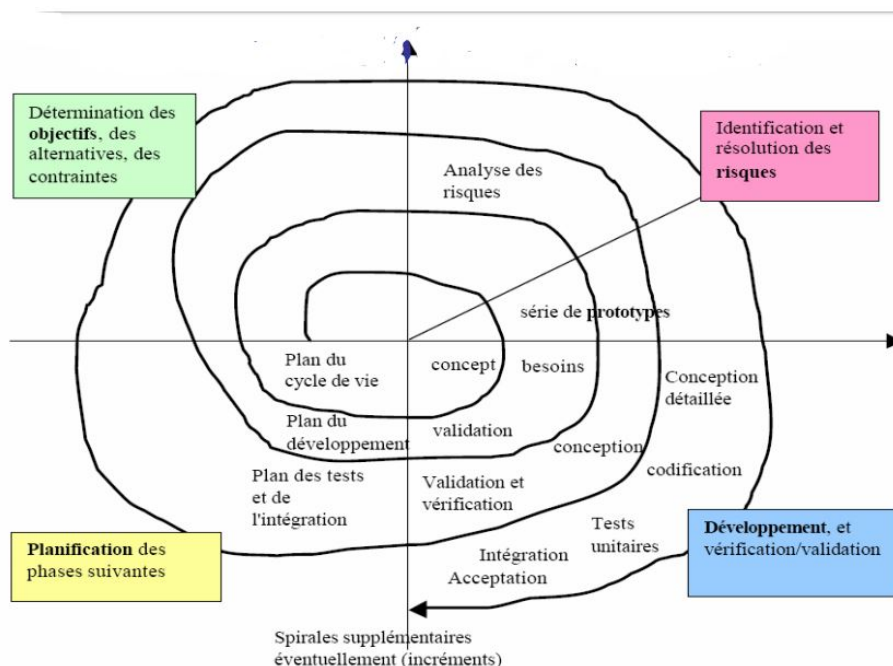 Détermination des
objectifs, des
alternatives, des
contraintes
Identification et
résolution des
risques
Analyse des
risques
série de prototypes
Plan du
cycle de vie
concept
besoins
Conception
détaillée
Plan du
développement
validation
conception
codification
Plan des tests
et de
l'intégration
Validation et
vérification
Tests
unitaires
Intégration
Acceptation
Planification des
phases suivantes
Développement, et
vérification/validation
Spirales supplémentaires
éventuellement (incréments)